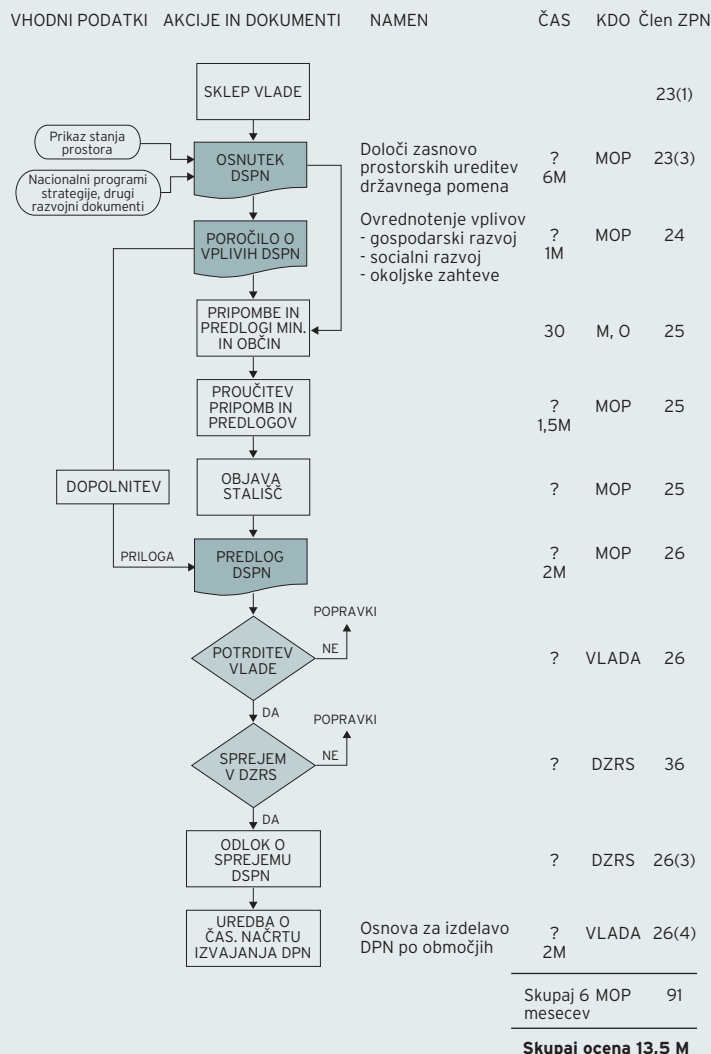 VHODNI PODATKI AKCIJE IN DOKUMENTI NAMEN ČAS KDO Člen ZPN
SKLEP VLADE
23(1)
Prikaz stanja
prostora
Nacionalni programi
strategije, drugi
razvojni dokumenti
OSNUTEK
DSPN
Določi zasnovo
prostorskih ureditev
državnega pomena
?
6M
MOP
23(3)
POROČILO O
VPLIVIH DSPN
Ovrednotenje vplivov
- gospodarski razvoj
- socialni razvoj
- okoljske zahteve
?
1M
MOP
24
PRIPOMBE IN
PREDLOGI MIN.
IN OBČIN
30
M, O
25
PROUČITEV
PRIPOMB IN
PREDLOGOV
?
1,5M
MOP
25
DOPOLNITEV
OBJAVA
STALIŠČ
?
MOP
25
PRILOGA
PREDLOG
DSPN
?
2M
MOP
26
POPRAVKI
POTRDITEV
VLADE
NE
?
VLADA
26
DA
POPRAVKI
SPREJEM
V DZRS
NE
?
DZRS
36
DA
ODLOK O
SPREJEMU
DSPN
?
DZRS
26(3)
UREDBA O
ČAS. NAČRTU
IZVAJANJA DPN
Osnova za izdelavo
DPN po območjih
?
2M
VLADA
26(4)
Skupaj 6 MOP 91
mesecev
Skupaj ocena 13,5 M